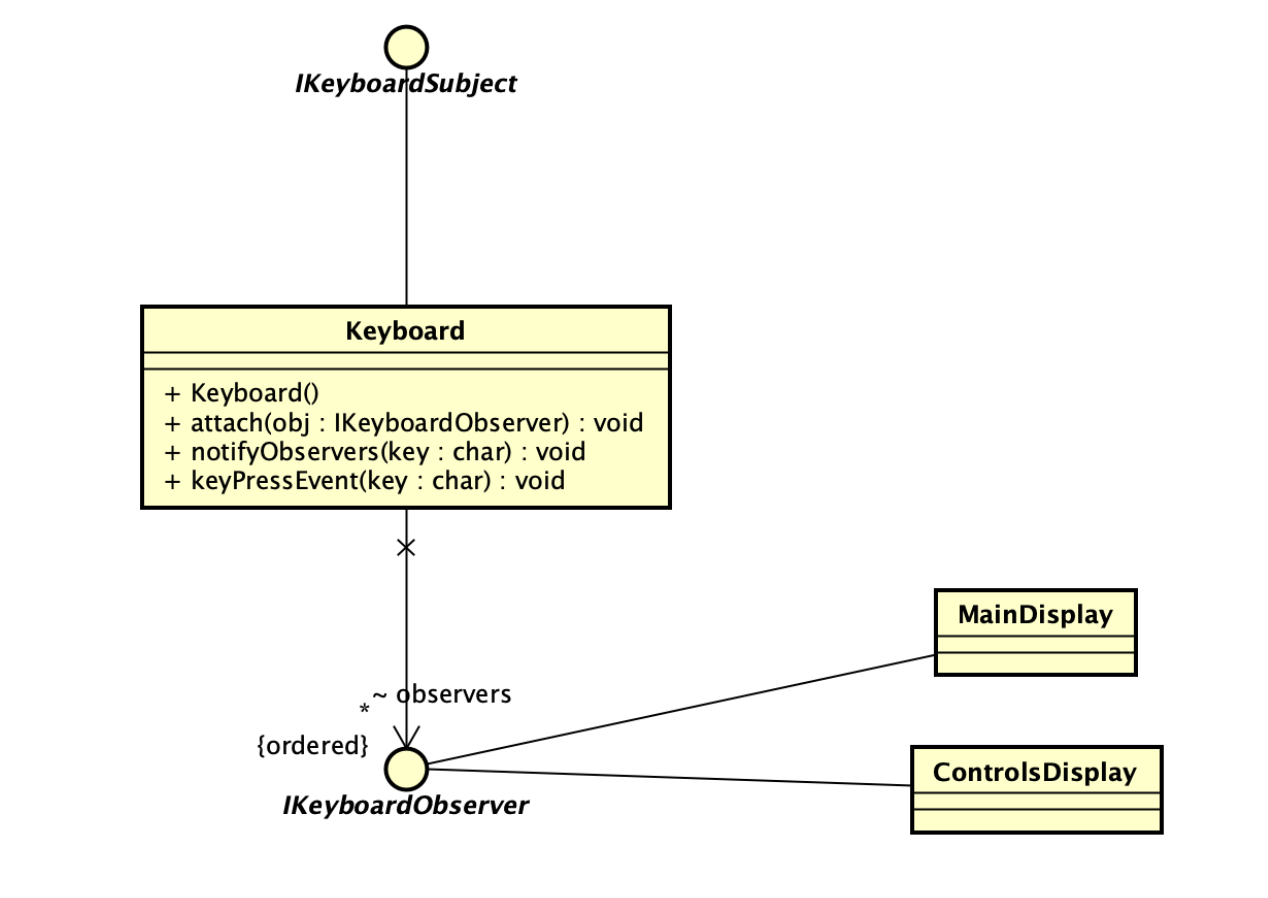 IKeyboardSubject
Keyboard
+ Keyboard()
+ attach(obj : IKeyboardObserver) : void
+ notifyObservers(key : char) : void
+ keyPressEvent(key : char) : void
~ observers
*
{ordered}
IKeyboardObserver
MainDisplay
ControlsDisplay